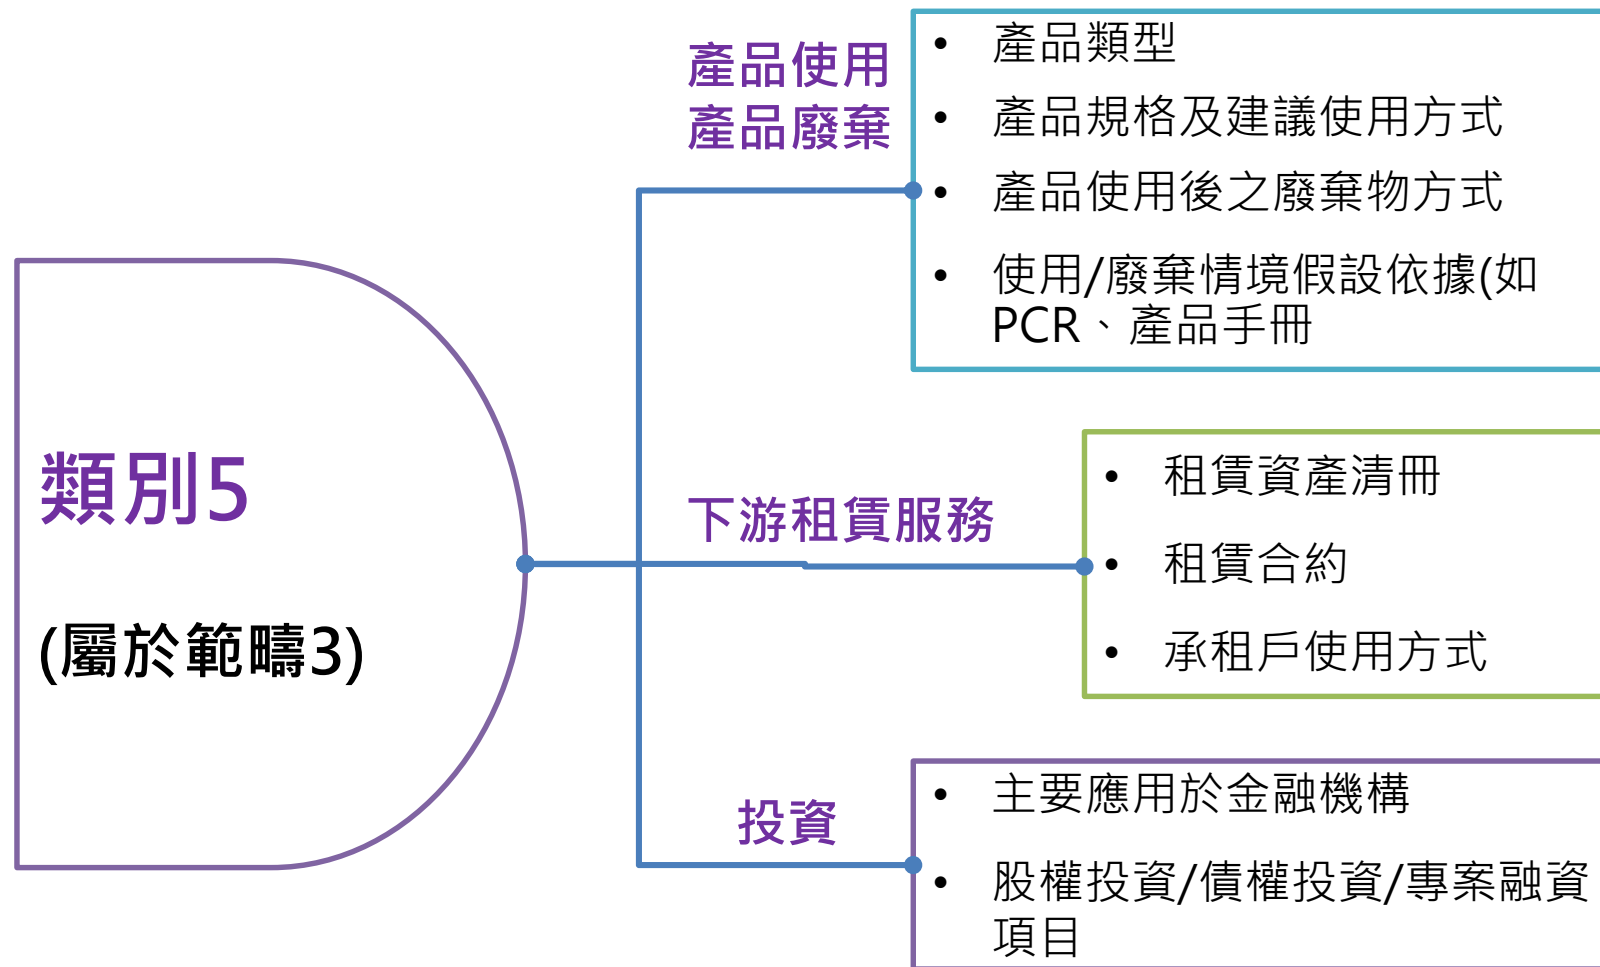 類別5
(屬於範疇3)
產品使用
產品廢棄
• 產品類型
• 產品規格及建議使用方式
• 產品使用後之廢棄物方式
• 使用/廢棄情境假設依據(如
PCR、產品手冊
下游租賃服務
• 租賃資產清冊
• 租賃合約
• 承租戶使用方式
投資
• 主要應用於金融機構
• 股權投資/債權投資/專案融資
項目